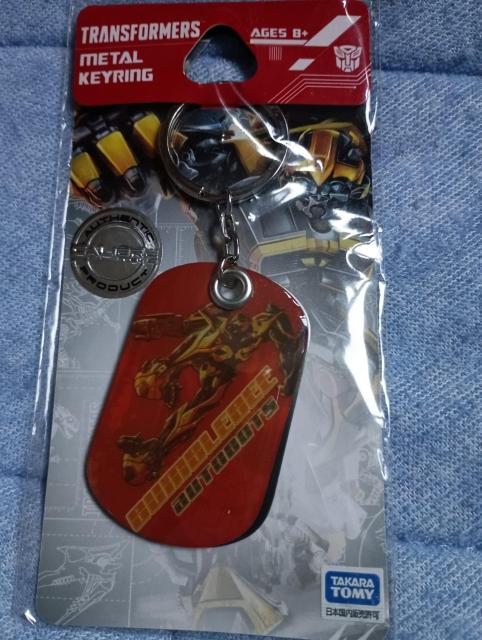 TRANSFORMERS
METAL
KEYRING
AGES 8+
AUTHENTIC
PRODUCT
BUMBLEBEE
AUTOBOTS
TAKARA
TOMY
日本国内販売許可